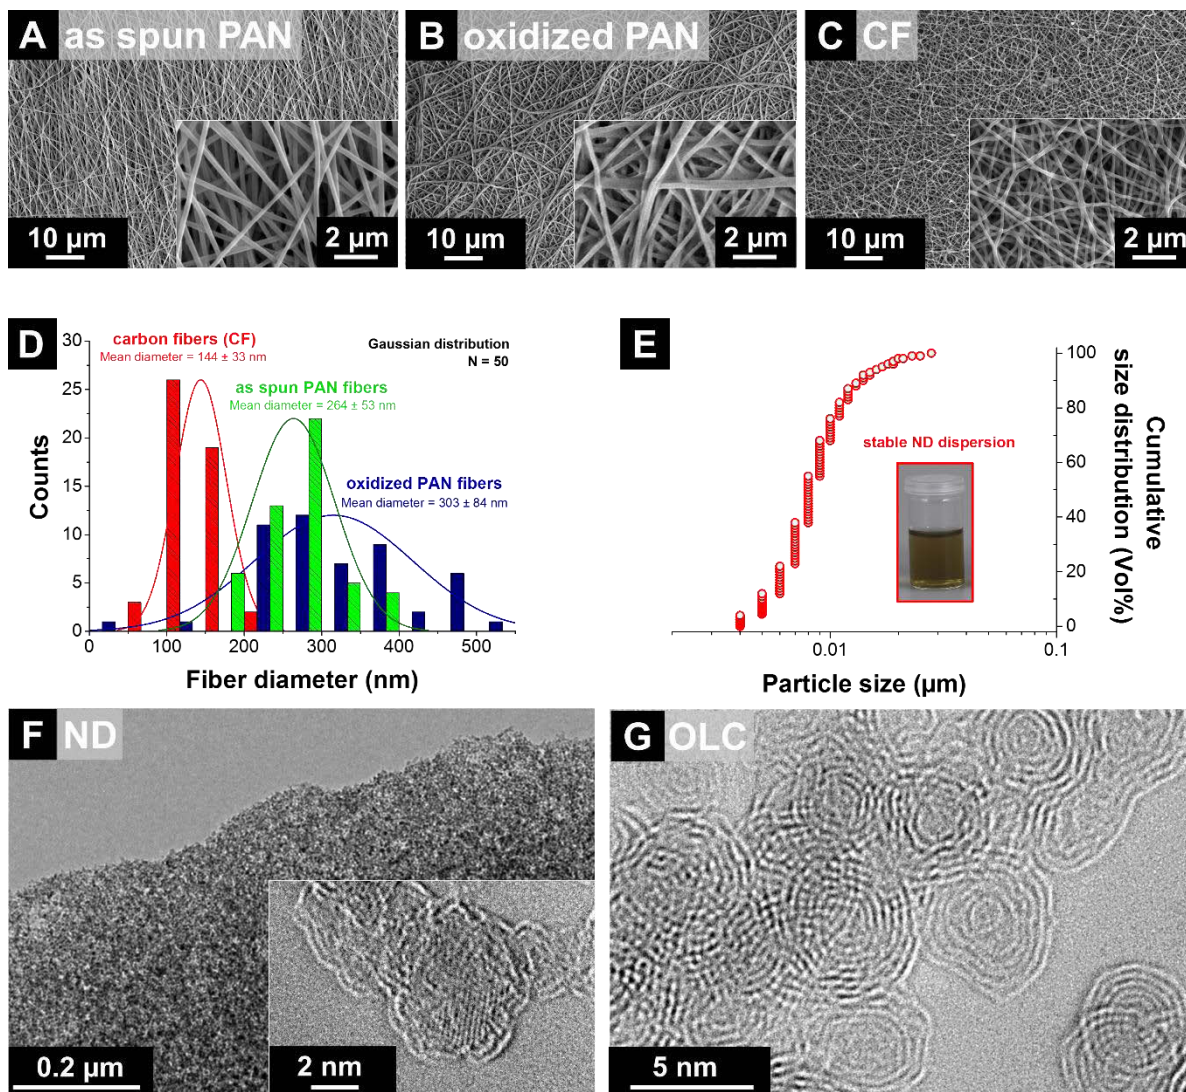 A as spun PAN
10 µm
2 µm
B oxidized PAN
10 µm
2 µm
C CF
10 µm
2 µm
D
30
25
20
15
10
5
0
Counts
carbon fibers (CF)
Mean diameter = 144 ± 33 nm
Gaussian distribution
N = 50
as spun PAN fibers
Mean diameter = 264 ± 53 nm
oxidized PAN fibers
Mean diameter = 303 ± 84 nm
0 100 200 300 400 500
Fiber diameter (nm)
E
stable ND dispersion
100
80
60
40
20
0
Cumulative
size distribution (Vol%)
0.01 0.1
Particle size (µm)
F ND
0.2 µm
2 nm
G OLC
5 nm